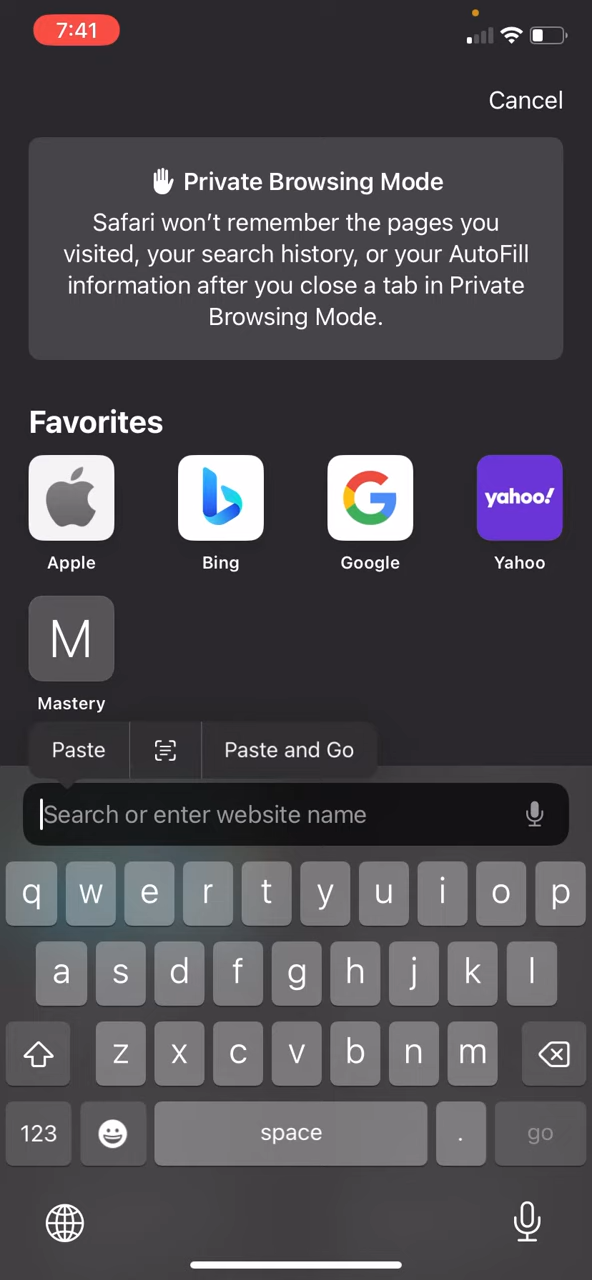 7:41
Cancel
Private Browsing Mode
Safari won’t remember the pages you
visited, your search history, or your AutoFill
information after you close a tab in Private
Browsing Mode.
Favorites
yahoo!
Apple Bing Google Yahoo
M
Mastery
Paste Paste and Go
Search or enter website name
q w e r t y u i o p
a s d f g h j k l
z x c v b n m
123 space . go